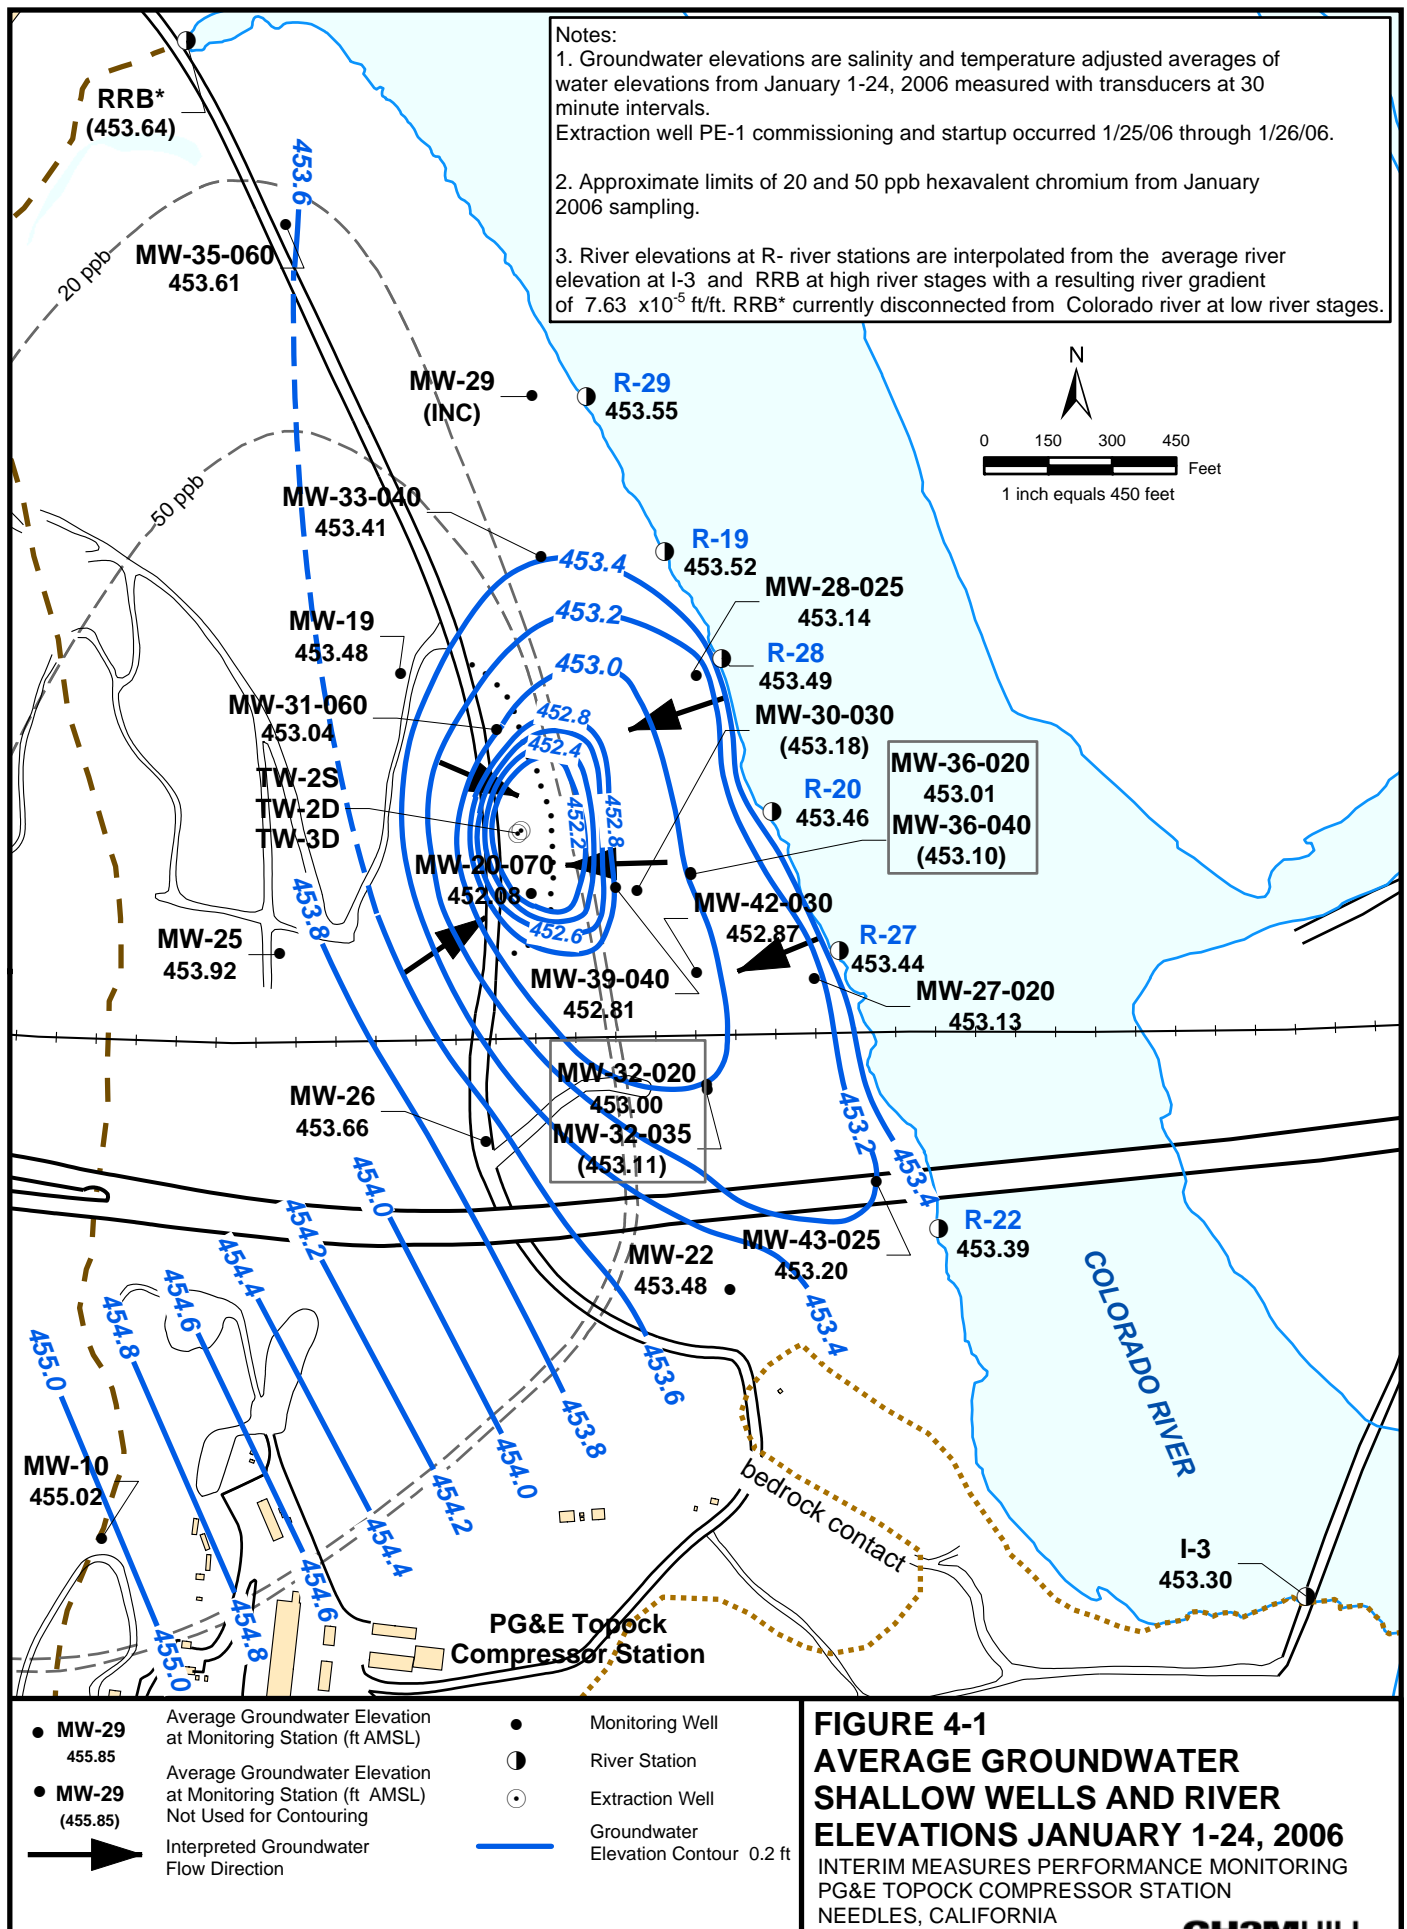 Notes:
1. Groundwater elevations are salinity and temperature adjusted averages of
water elevations from January 1-24, 2006 measured with transducers at 30
minute intervals.
Extraction well PE-1 commissioning and startup occurred 1/25/06 through 1/26/06.
2. Approximate limits of 20 and 50 ppb hexavalent chromium from January
2006 sampling.
3. River elevations at R- river stations are interpolated from the average river
elevation at I-3 and RRB at high river stages with a resulting river gradient
of 7.63 x10-5 ft/ft. RRB* currently disconnected from Colorado river at low river stages.
RRB*
(453.64)
453.6
MW-35-060
453.61
20 ppb
N
0 150 300 450
Feet
1 inch equals 450 feet
MW-29
(INC)
R-29
453.55
50 ppb
MW-33-040
453.41
453.4
R-19
453.52
MW-28-025
453.14
453.2
MW-19
453.48
453.0
R-28
453.49
MW-31-060
453.04
452.8
452.4
MW-30-030
(453.18)
TW-2S
TW-2D
TW-3D
452.2
452.8
R-20
453.46
MW-36-020
453.01
MW-36-040
(453.10)
MW-20-070
452.08
453.8
452.6
MW-42-030
452.87
MW-25
453.92
R-27
453.44
MW-39-040
452.81
MW-27-020
453.13
MW-32-020
453.00
MW-32-035
(453.11)
MW-26
453.66
453.2
453.4
454.0
454.2
454.4
454.6
454.8
455.0
R-22
453.39
MW-43-025
453.20
MW-22
453.48
453.4
453.6
453.8
454.0
454.2
454.4
454.6
454.8
455.0
COLORADO RIVER
MW-10
455.02
bedrock contact
I-3
453.30
PG&E Topock
Compressor Station
MW-29
455.85
Average Groundwater Elevation
at Monitoring Station (ft AMSL)
MW-29
(455.85)
Average Groundwater Elevation
at Monitoring Station (ft AMSL)
Not Used for Contouring
Interpreted Groundwater
Flow Direction
Monitoring Well
River Station
Extraction Well
Groundwater
Elevation Contour 0.2 ft
FIGURE 4-1
AVERAGE GROUNDWATER
SHALLOW WELLS AND RIVER
ELEVATIONS JANUARY 1-24, 2006
INTERIM MEASURES PERFORMANCE MONITORING
PG&E TOPOCK COMPRESSOR STATION
NEEDLES, CALIFORNIA